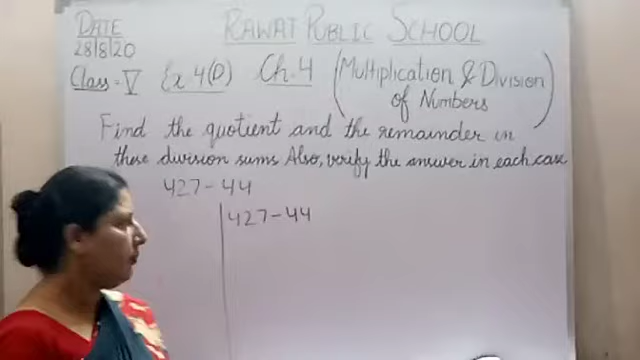 DATE
28/8/20
RAWAT PUBLIC SCHOOL
Class = V Ex 4(D) Ch. 4 (Multiplication & Division
of Numbers)
Find the quotient and the remainder in
these division sums Also, verify the answer in each case
427 - 44
427 - 44